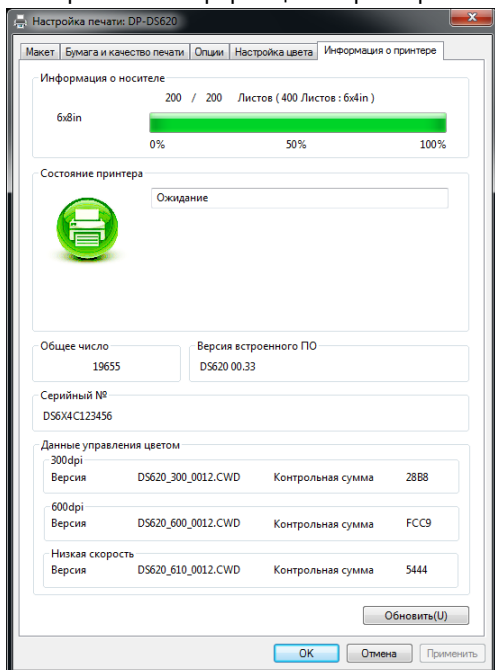 Настройка печати: DP-DS620
Макет Бумага и качество печати Опции Настройка цвета Информация о принтере
Информация о носителе
200 / 200 Листов ( 400 Листов : 6x4in )
6x8in
0% 50% 100%
Состояние принтера
Ожидание
Общее число
19655
Версия встроенного ПО
DS620 00.33
Серийный №
DS6X4C123456
Данные управления цветом
300dpi
Версия DS620_300_0012.CWD Контрольная сумма 28B8
600dpi
Версия DS620_600_0012.CWD Контрольная сумма FCC9
Низкая скорость
Версия DS620_610_0012.CWD Контрольная сумма 5444
Обновить(U)
OK Отмена Применить